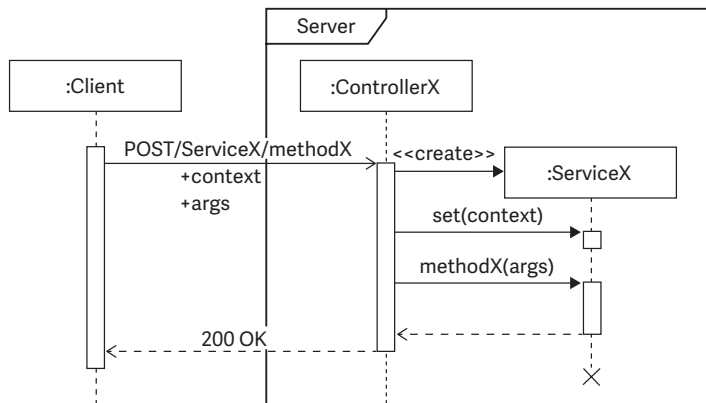 Server
:Client
:ControllerX
POST/ServiceX/methodX
+context
+args
<<create>>
:ServiceX
set(context)
methodX(args)
200 OK